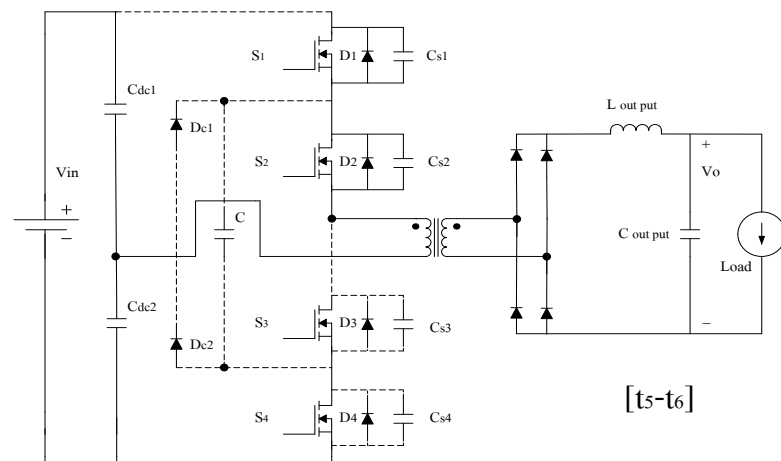 S1
D1
Cs1
Cdc1
Dc1
S2
D2
Cs2
L out put
+
Vo
Vin
+
−
C
C out put
Load
Cdc2
Dc2
S3
D3
Cs3
−
S4
D4
Cs4
[t5-t6]